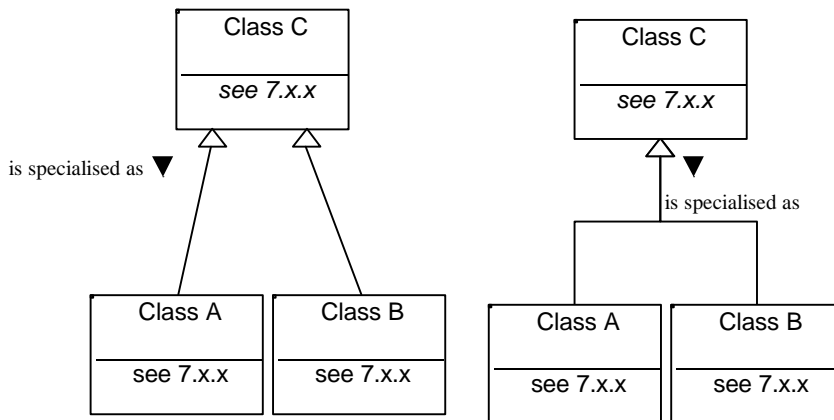 Class C
see 7.x.x
is specialised as
Class A
see 7.x.x
Class B
see 7.x.x
Class C
see 7.x.x
is specialised as
Class A
see 7.x.x
Class B
see 7.x.x